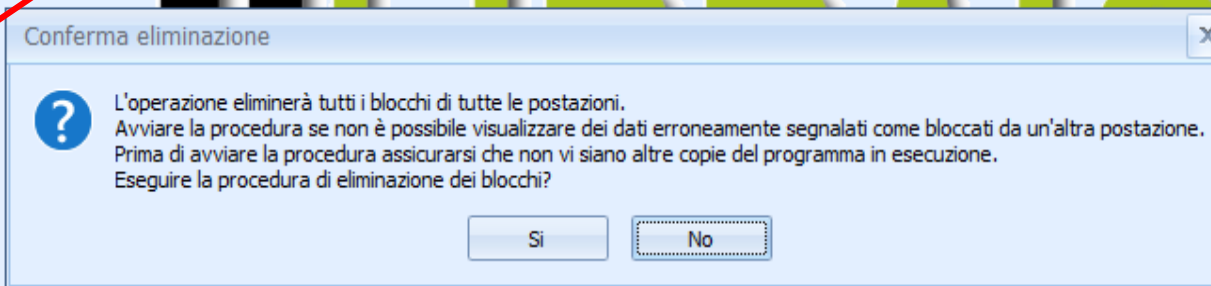 Conferma eliminazione
L'operazione eliminerà tutti i blocchi di tutte le postazioni.
Avviare la procedura se non è possibile visualizzare dei dati erroneamente segnalati come bloccati da un'altra postazione.
Prima di avviare la procedura assicurarsi che non vi siano altre copie del programma in esecuzione.
Eseguire la procedura di eliminazione dei blocchi?
Si No